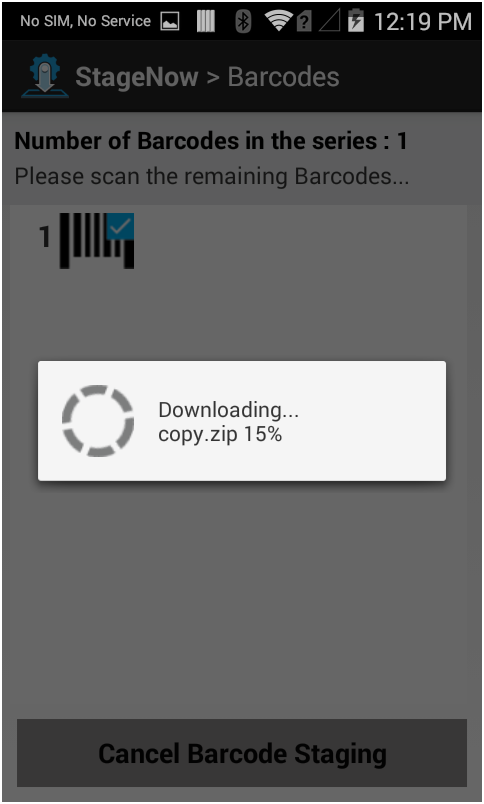 No SIM, No Service 12:19 PM
StageNow > Barcodes
Number of Barcodes in the series : 1
Please scan the remaining Barcodes...
1
Downloading...
copy.zip 15%
Cancel Barcode Staging